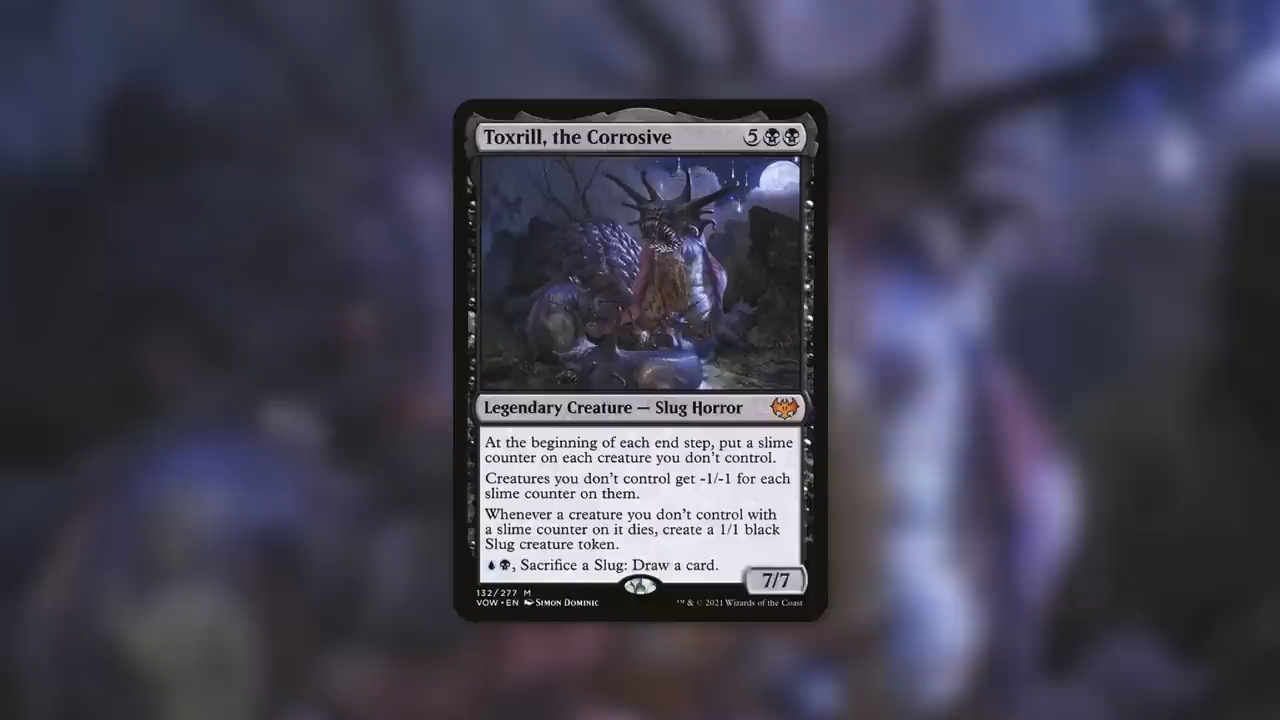 Toxrill, the Corrosive 5
Legendary Creature — Slug Horror
At the beginning of each end step, put a slime
counter on each creature you don't control.
Creatures you don't control get -1/-1 for each
slime counter on them.
Whenever a creature you don't control with
a slime counter on it dies, create a 1/1 black
Slug creature token.
, Sacrifice a Slug: Draw a card.
7/7
132/277 M
VOW • EN Simon Dominic
™ & © 2021 Wizards of the Coast